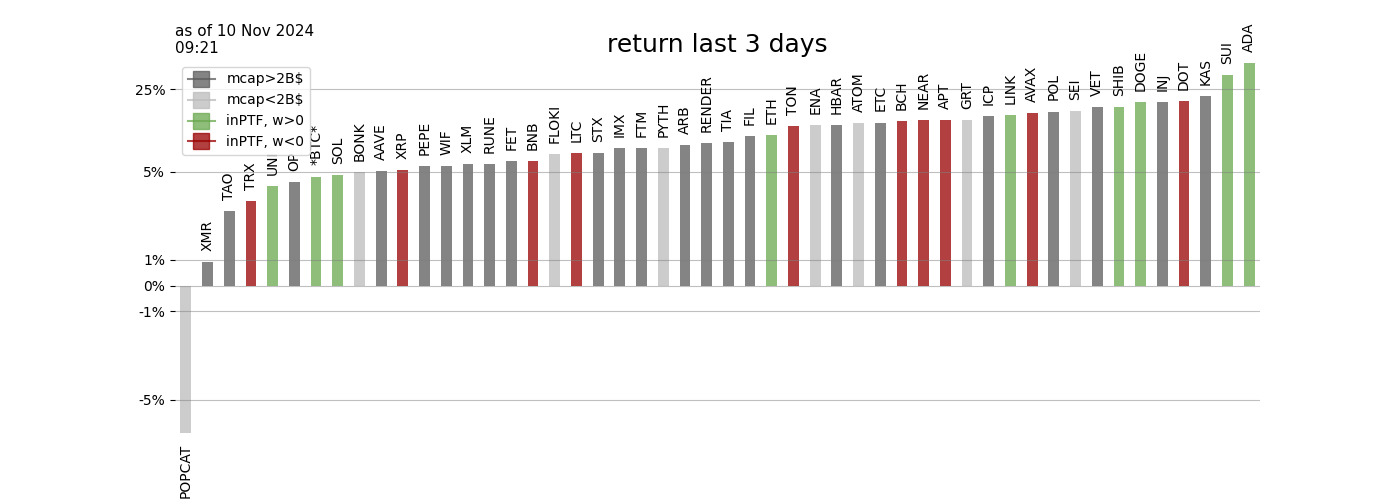 as of 10 Nov 2024
09:21
return last 3 days
mcap>2B$
mcap<2B$
inPTF, w>0
inPTF, w<0
25%
5%
1%
0%
-1%
-5%
POPCAT
XMR
TAO
TRX
*BTC*
SOL
BONK
AAVE
XRP
PEPE
WIF
XLM
RUNE
FET
BNB
FLOKI
LTC
STX
IMX
FTM
PYTH
ARB
RENDER
TIA
FIL
ETH
TON
ENA
HBAR
ATOM
ETC
BCH
NEAR
APT
GRT
ICP
LINK
AVAX
POL
SEI
VET
SHIB
DOGE
INJ
DOT
KAS
SUI
ADA